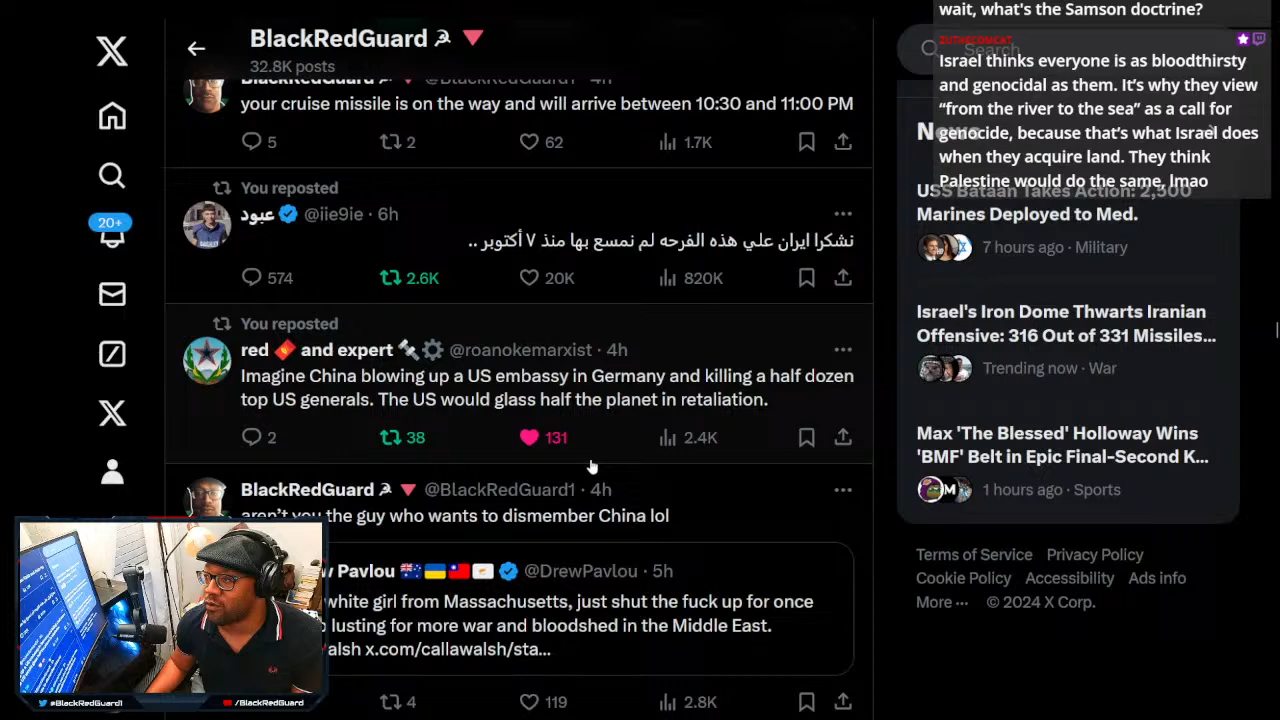 BlackRedGuard ☭ 🔻
32.8K posts
BlackRedGuard ☭ 🔻 @BlackRedGuard1 · 4h
your cruise missile is on the way and will arrive between 10:30 and 11:00 PM
5 2 62 1.7K
You reposted
عبود @iie9ie · 6h
نشكرا ايران علي هذه الفرحه لم نمسع بها منذ ٧ أكتوبر ..
574 2.6K 20K 820K
You reposted
red and expert @roanokemarxist · 4h
Imagine China blowing up a US embassy in Germany and killing a half dozen
top US generals. The US would glass half the planet in retaliation.
2 38 131 2.4K
BlackRedGuard ☭ 🔻 @BlackRedGuard1 · 4h
aren't you the guy who wants to dismember China lol
w Pavlou @DrewPavlou · 5h
white girl from Massachusetts, just shut the fuck up for once
lusting for more war and bloodshed in the Middle East.
alsh x.com/callawalsh/sta...
4 119 2.8K
20+
wait, what's the Samson doctrine?
ZUTHECOMCAT
Israel thinks everyone is as bloodthirsty
and genocidal as them. It's why they view
"from the river to the sea" as a call for
genocide, because that's what Israel does
when they acquire land. They think
Palestine would do the same, lmao
Search
USS Bataan Takes Action: 2,500
Marines Deployed to Med.
7 hours ago · Military
Israel's Iron Dome Thwarts Iranian
Offensive: 316 Out of 331 Missiles...
Trending now · War
Max 'The Blessed' Holloway Wins
'BMF' Belt in Epic Final-Second K...
1 hours ago · Sports
Terms of Service Privacy Policy
Cookie Policy Accessibility Ads info
More ··· © 2024 X Corp.
@BlackRedGuard1 /BlackRedGuard